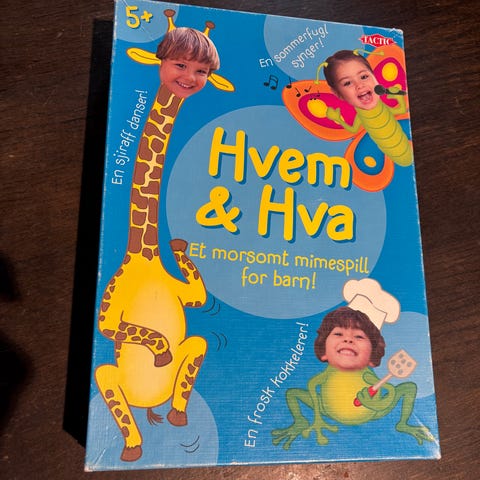 5+
TACTIC
En sommerfugl
synger!
En sjiraff danser!
Hvem
& Hva
Et morsomt mimespill
for barn!
En frosk kokkelerer!